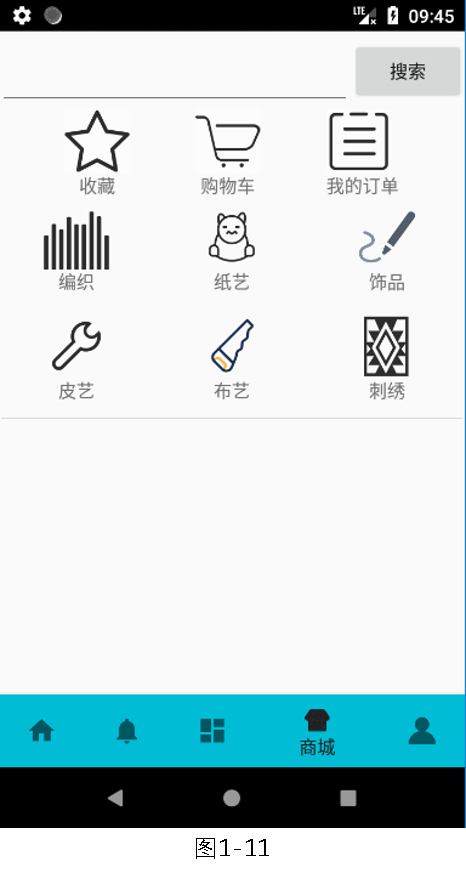 LTE 09:45
搜索
收藏 购物车 我的订单
编织 纸艺 饰品
皮艺 布艺 刺绣
商城
图1-11